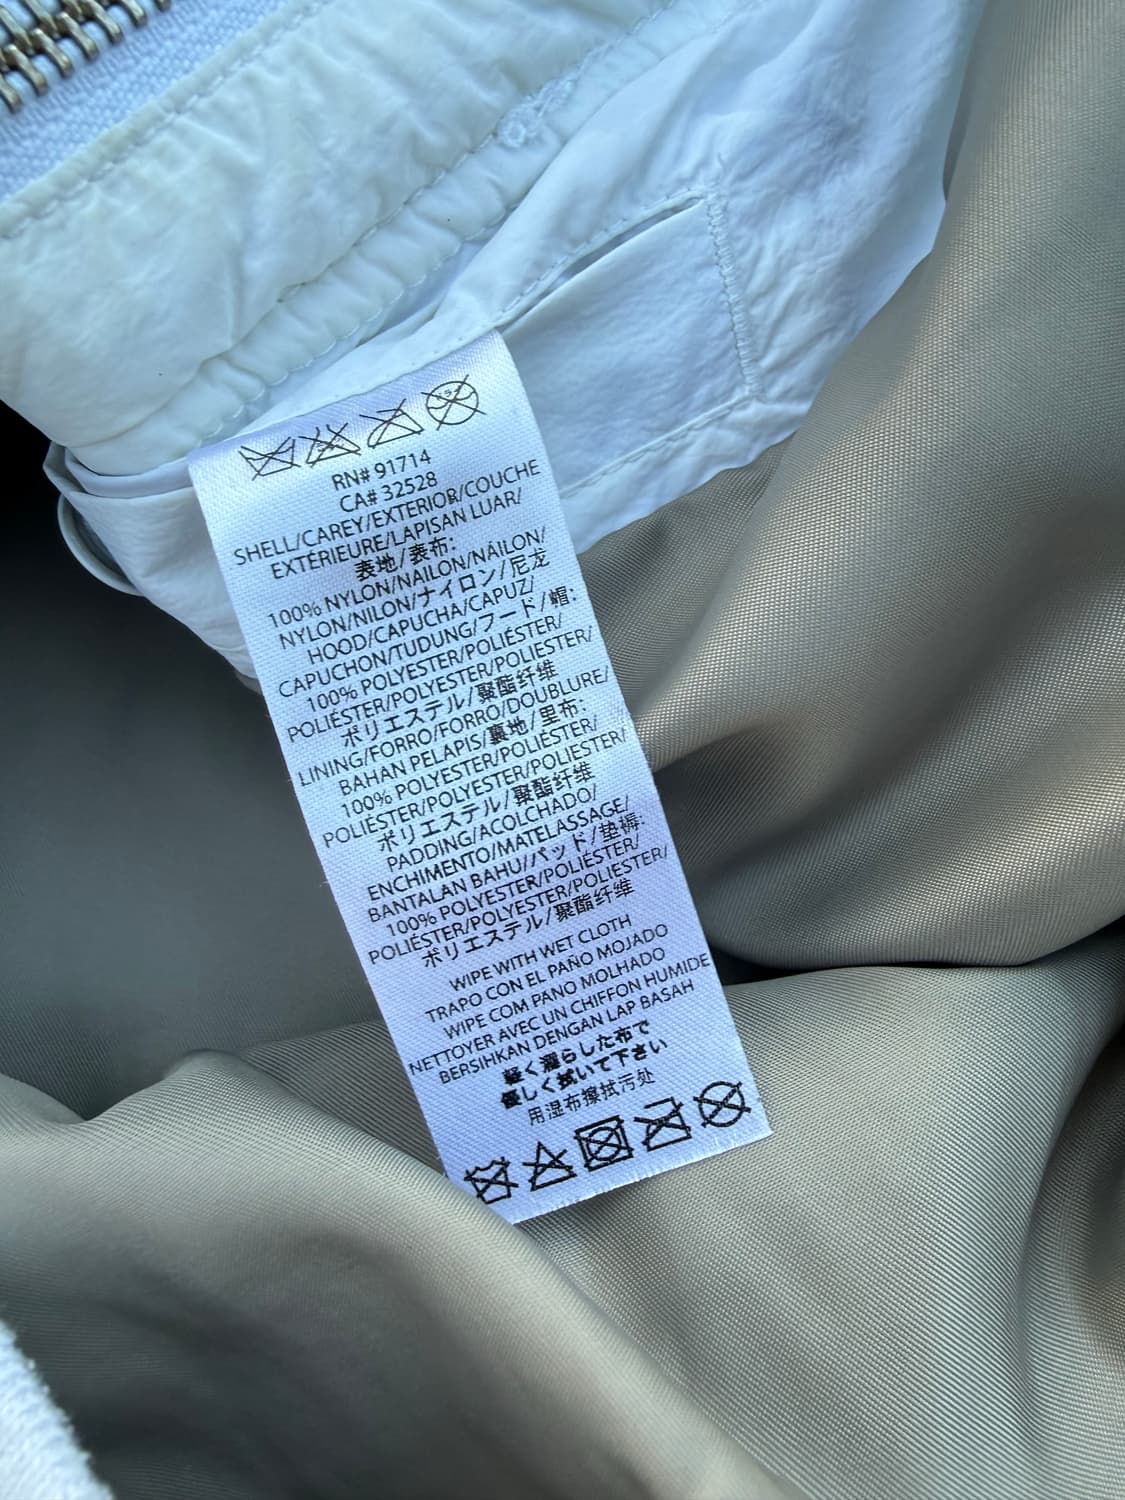 RN# 91714
CA# 32528
SHELL/CAREY/EXTERIOR/COUCHE
EXTÉRIEURE/LAPISAN LUAR/
表地/表布:
100% NYLON/NAILON/NÁILON/
NYLON/NILON/ナイロン/尼龙
HOOD/CAPUCHA/CAPUZ/
CAPUCHON/TUDUNG/フード/帽:
100% POLYESTER/POLIÉSTER/
POLIÉSTER/POLYESTER/POLIESTER/
ポリエステル/聚酯纤维
LINING/FORRO/FORRO/DOUBLURE/
BAHAN PELAPIS/裏地/里布:
100% POLYESTER/POLIÉSTER/
POLIÉSTER/POLYESTER/POLIESTER/
ポリエステル/聚酯纤维
PADDING/ACOLCHADO/
ENCHIMENTO/MATELASSAGE/
BANTALAN BAHU/パッド/垫褥:
100% POLYESTER/POLIÉSTER/
POLIÉSTER/POLYESTER/POLIESTER/
ポリエステル/聚酯纤维
WIPE WITH WET CLOTH
TRAPO CON EL PAÑO MOJADO
WIPE COM PANO MOLHADO
NETTOYER AVEC UN CHIFFON HUMIDE
BERSIHKAN DENGAN LAP BASAH
軽く濡らした布で
優しく拭いて下さい
用湿布擦拭污处